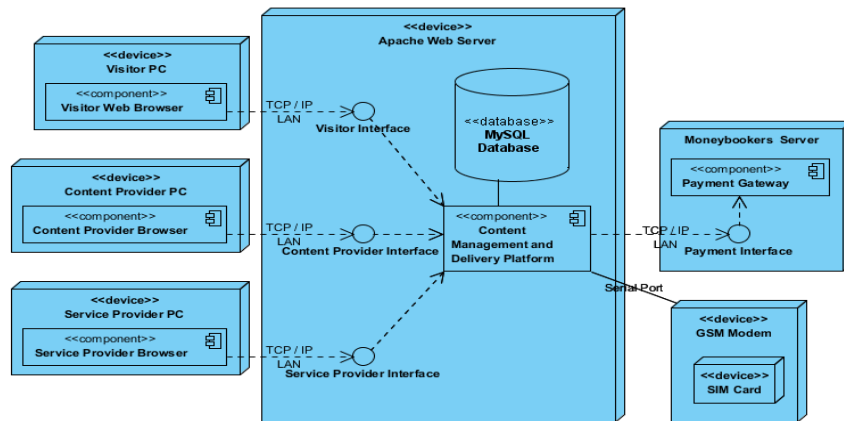 <<device>>
Visitor PC
<<component>>
Visitor Web Browser
TCP / IP
LAN
<<device>>
Content Provider PC
<<component>>
Content Provider Browser
TCP / IP
LAN
<<device>>
Service Provider PC
<<component>>
Service Provider Browser
TCP / IP
LAN
<<device>>
Apache Web Server
Visitor Interface
Content Provider Interface
Service Provider Interface
<<database>>
MySQL
Database
<<component>>
Content
Management and
Delivery Platform
TCP / IP
LAN
Serial Port
Moneybookers Server
<<component>>
Payment Gateway
Payment Interface
<<device>>
GSM Modem
<<device>>
SIM Card